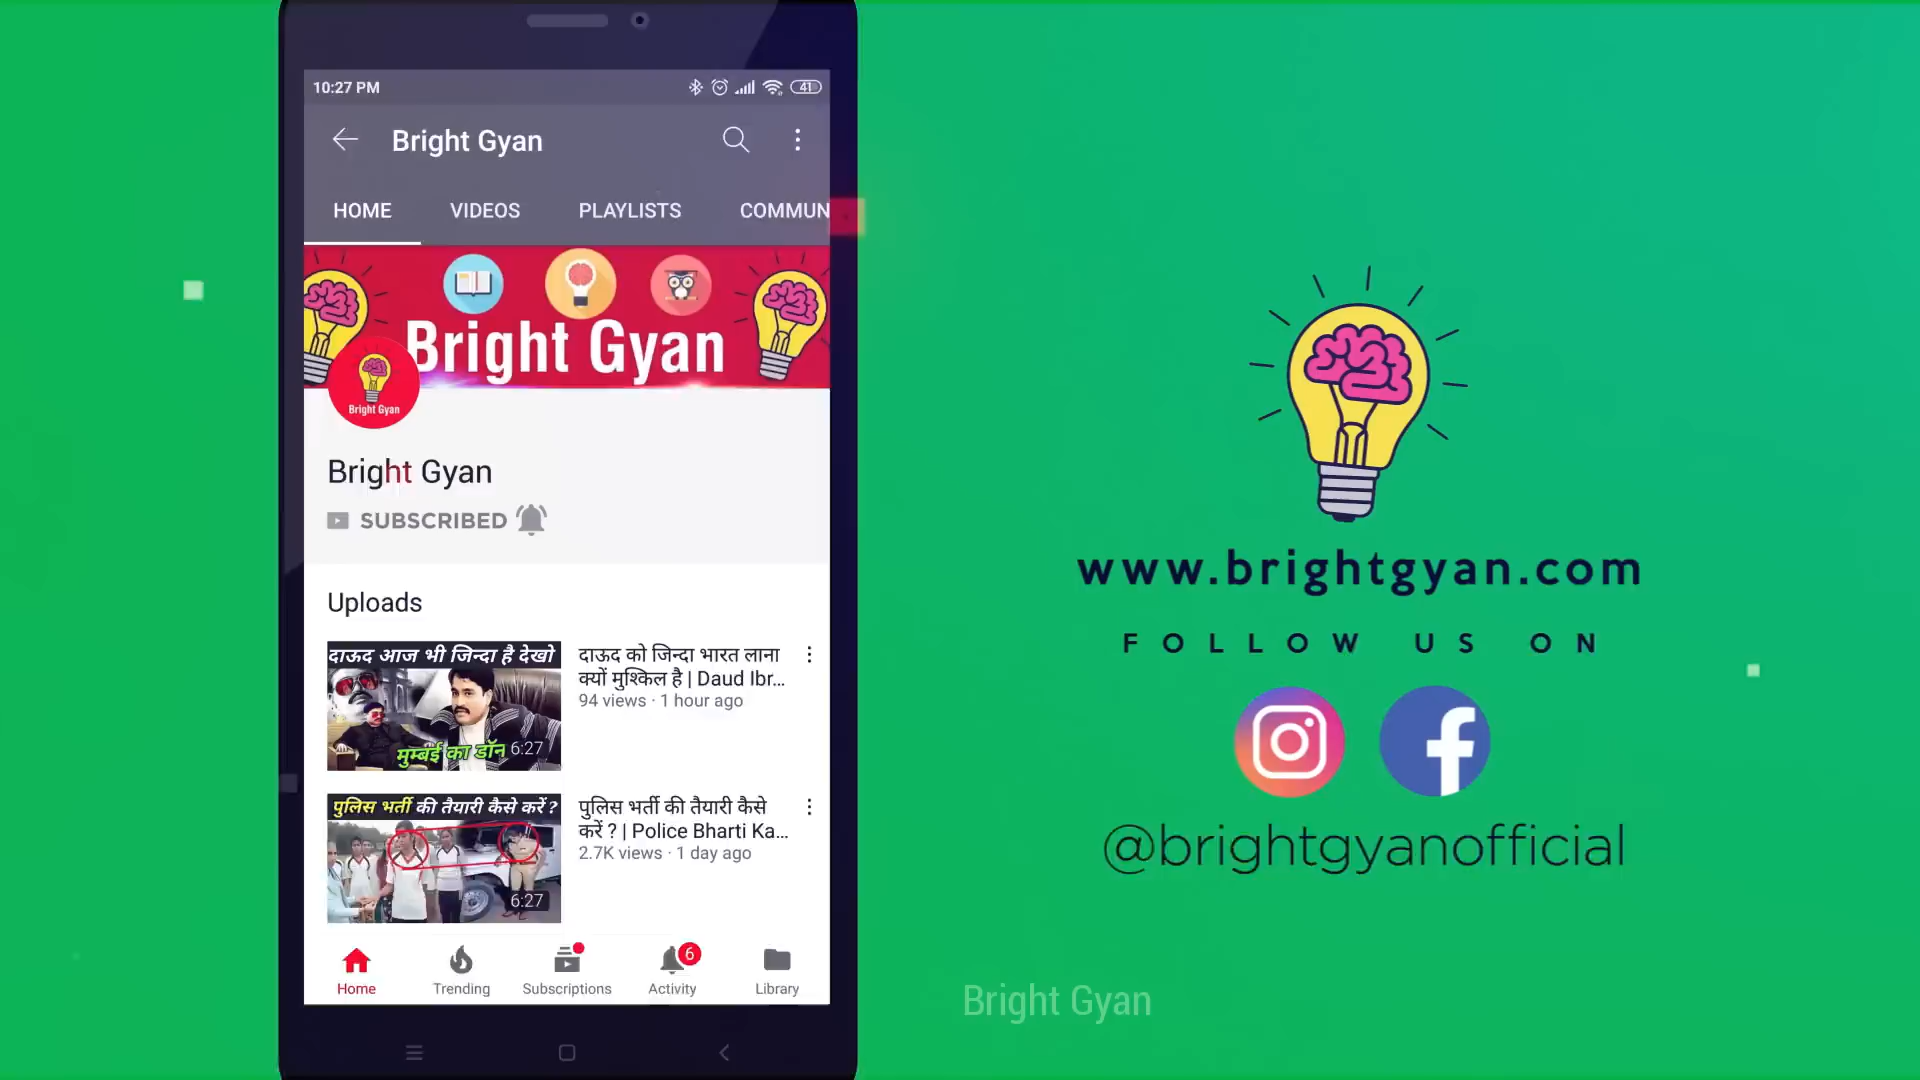 10:27 PM
41
Bright Gyan
HOME VIDEOS PLAYLISTS COMMUN
Bright Gyan
Bright Gyan
Bright Gyan
SUBSCRIBED
Uploads
दाऊद आज भी जिन्दा है देखो
मुम्बई का डॉन 6:27
दाऊद को जिन्दा भारत लाना
क्यों मुश्किल है | Daud Ibr...
94 views · 1 hour ago
पुलिस भर्ती की तैयारी कैसे करें ?
6:27
पुलिस भर्ती की तैयारी कैसे
करें ? | Police Bharti Ka...
2.7K views · 1 day ago
6
Home Trending Subscriptions Activity Library
www.brightgyan.com
FOLLOW US ON
@brightgyanofficial
Bright Gyan